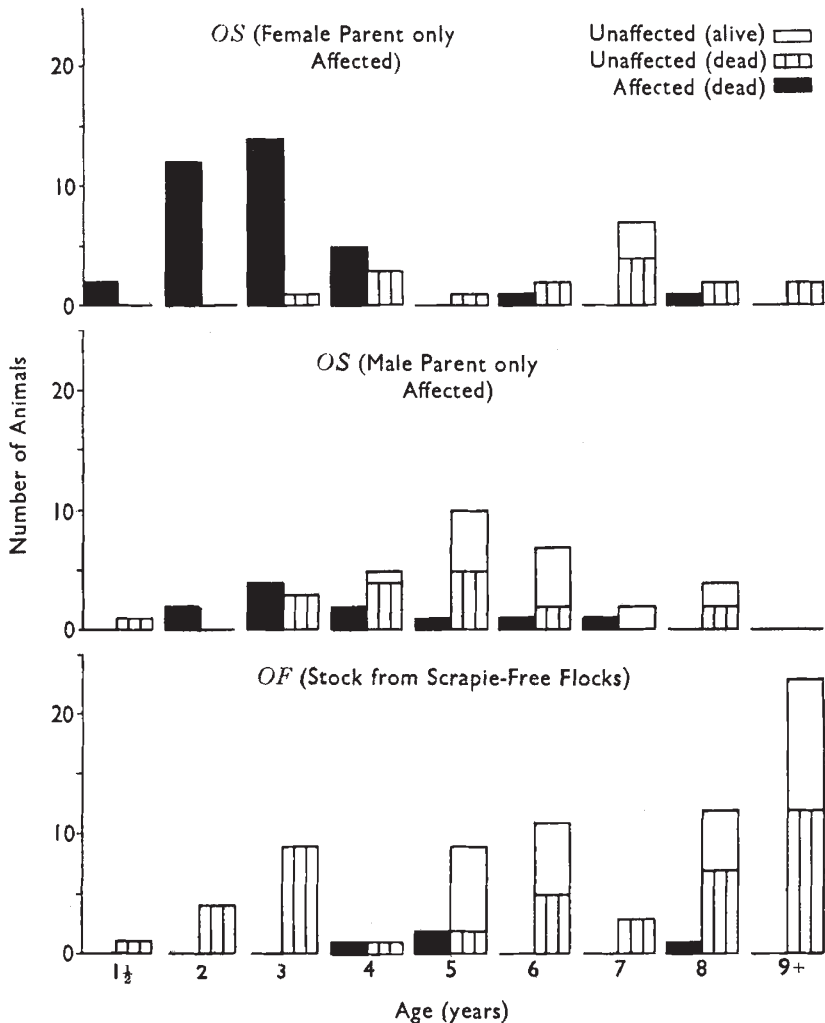 OS (Female Parent only
Affected)
Unaffected (alive)
Unaffected (dead)
Affected (dead)
20
10
0
OS (Male Parent only
Affected)
20
10
0
Number of Animals
OF (Stock from Scrapie-Free Flocks)
20
10
0
1½ 2 3 4 5 6 7 8 9+
Age (years)